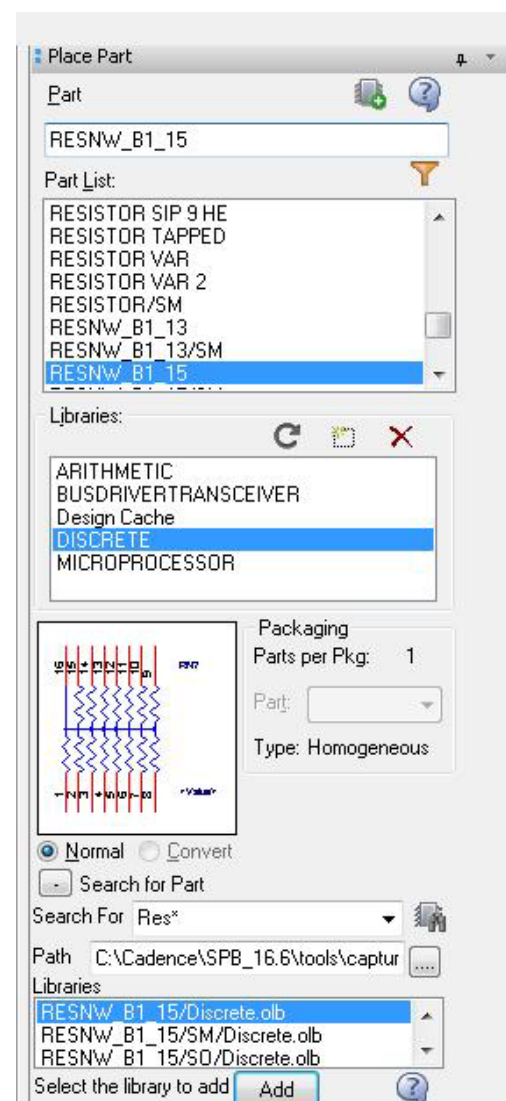 Place Part
Part
RESNW_B1_15
Part List:
RESISTOR SIP 9 HE
RESISTOR TAPPED
RESISTOR VAR
RESISTOR VAR 2
RESISTOR/SM
RESNW_B1_13
RESNW_B1_13/SM
RESNW_B1_15
Libraries:
ARITHMETIC
BUSDRIVERTRANSCEIVER
Design Cache
DISCRETE
MICROPROCESSOR
Packaging
Parts per Pkg: 1
Part:
Type: Homogeneous
<Value>
Normal Convert
- Search for Part
Search For Res*
Path C:\Cadence\SPB_16.6\tools\captur ....
Libraries
RESNW_B1_15/Discrete.olb
RESNW_B1_15/SM/Discrete.olb
RESNW_B1_15/SO/Discrete.olb
Select the library to add Add